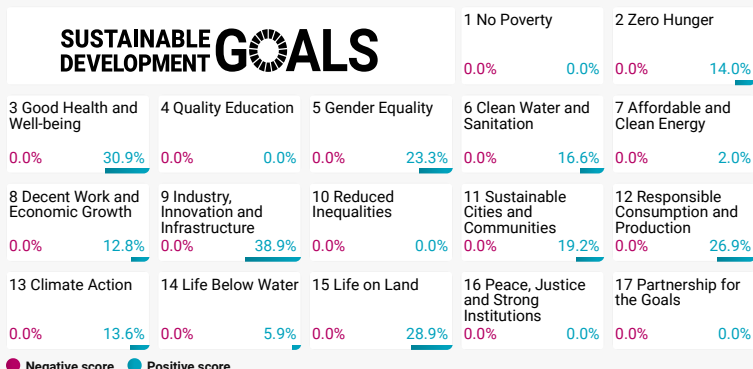 SUSTAINABLE
DEVELOPMENT GOALS
1 No Poverty
0.0% 0.0%
2 Zero Hunger
0.0% 14.0%
3 Good Health and
Well-being
0.0% 30.9%
4 Quality Education
0.0% 0.0%
5 Gender Equality
0.0% 23.3%
6 Clean Water and
Sanitation
0.0% 16.6%
7 Affordable and
Clean Energy
0.0% 2.0%
8 Decent Work and
Economic Growth
0.0% 12.8%
9 Industry,
Innovation and
Infrastructure
0.0% 38.9%
10 Reduced
Inequalities
0.0% 0.0%
11 Sustainable
Cities and
Communities
0.0% 19.2%
12 Responsible
Consumption and
Production
0.0% 26.9%
13 Climate Action
0.0% 13.6%
14 Life Below Water
0.0% 5.9%
15 Life on Land
0.0% 28.9%
16 Peace, Justice
and Strong
Institutions
0.0% 0.0%
17 Partnership for
the Goals
0.0% 0.0%
Negative score Positive score